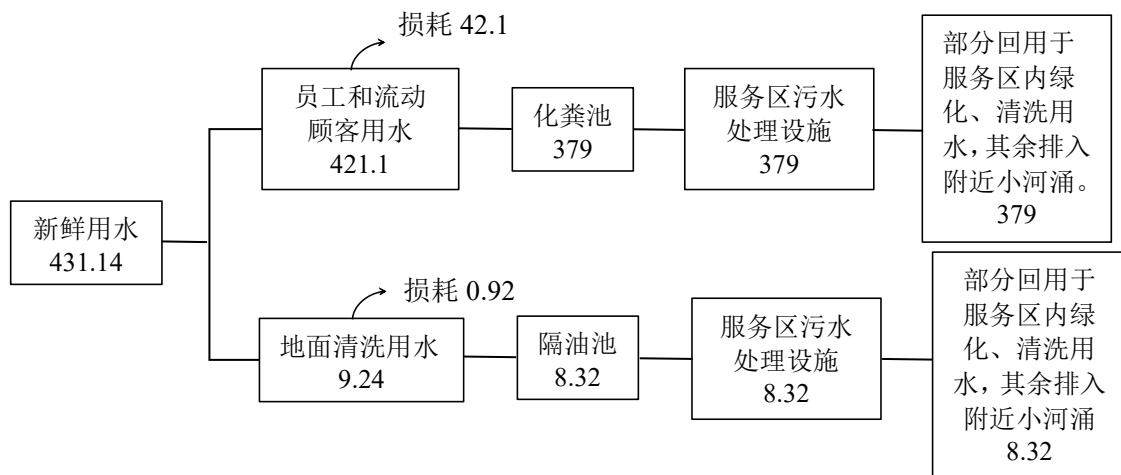 损耗 42.1
员工和流动
顾客用水
421.1
化粪池
379
服务区污水
处理设施
379
部分回用于
服务区内绿
化、清洗用
水，其余排入
附近小河涌。
379
新鲜用水
431.14
损耗 0.92
地面清洗用水
9.24
隔油池
8.32
服务区污水
处理设施
8.32
部分回用于
服务区内绿
化、清洗用
水，其余排入
附近小河涌
8.32